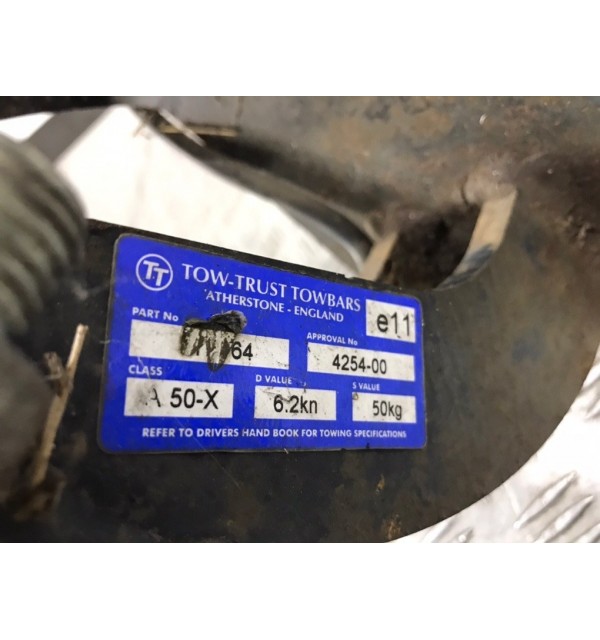 TT
TOW-TRUST TOWBARS
ATHERSTONE - ENGLAND
e11
PART No
64
APPROVAL No
4254-00
CLASS
A 50-X
D VALUE
6.2kn
S VALUE
50kg
REFER TO DRIVERS HAND BOOK FOR TOWING SPECIFICATIONS